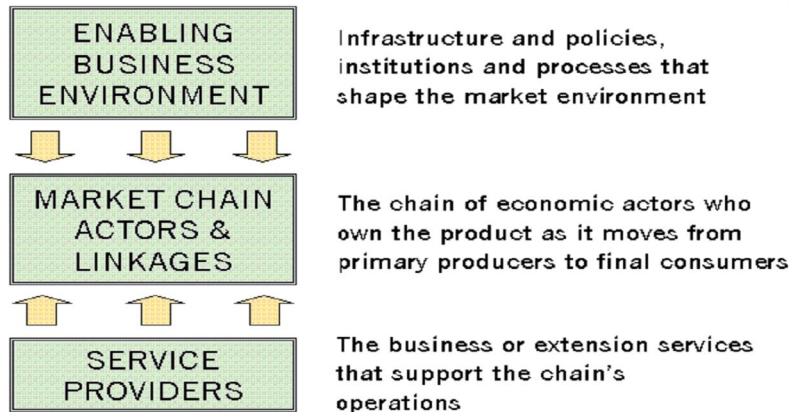 ENABLING
BUSINESS
ENVIRONMENT
Infrastructure and policies,
institutions and processes that
shape the market environment
MARKET CHAIN
ACTORS &
LINKAGES
The chain of economic actors who
own the product as it moves from
primary producers to final consumers
SERVICE
PROVIDERS
The business or extension services
that support the chain's
operations